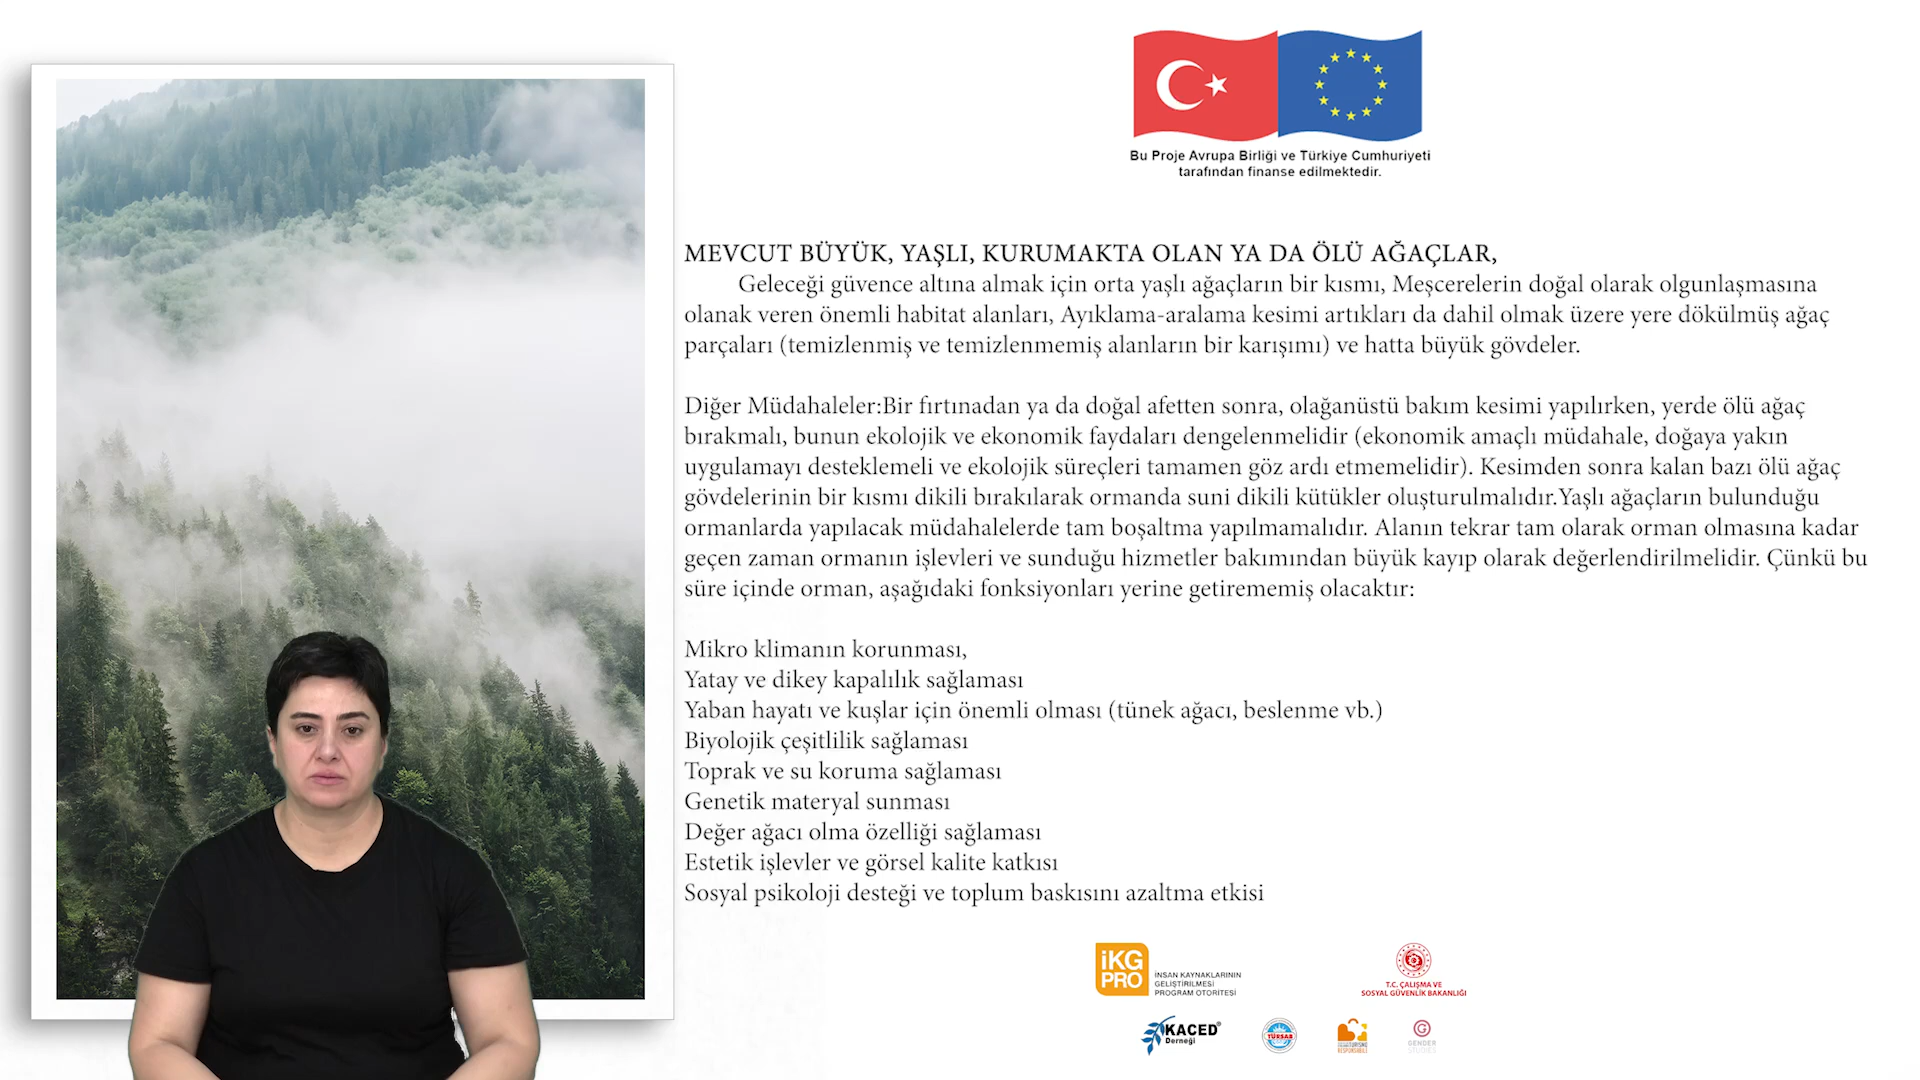 Bu Proje Avrupa Birliği ve Türkiye Cumhuriyeti
tarafından finanse edilmektedir.
MEVCUT BÜYÜK, YAŞLI, KURUMAKTA OLAN YA DA ÖLÜ AĞAÇLAR,
Geleceği güvence altına almak için orta yaşlı ağaçların bir kısmı, Meşcerelerin doğal olarak olgunlaşmasına
olanak veren önemli habitat alanları, Ayıklama-aralama kesimi artıkları da dahil olmak üzere yere dökülmüş ağaç
parçaları (temizlenmiş ve temizlenmemiş alanların bir karışımı) ve hatta büyük gövdeler.
Diğer Müdahaleler:Bir fırtınadan ya da doğal afetten sonra, olağanüstü bakım kesimi yapılırken, yerde ölü ağaç
bırakmalı, bunun ekolojik ve ekonomik faydaları dengelenmelidir (ekonomik amaçlı müdahale, doğaya yakın
uygulamayı desteklemeli ve ekolojik süreçleri tamamen göz ardı etmemelidir). Kesimden sonra kalan bazı ölü ağaç
gövdelerinin bir kısmı dikili bırakılarak ormanda suni dikili kütükler oluşturulmalıdır.Yaşlı ağaçların bulunduğu
ormanlarda yapılacak müdahalelerde tam boşaltma yapılmamalıdır. Alanın tekrar tam olarak orman olmasına kadar
geçen zaman ormanın işlevleri ve sunduğu hizmetler bakımından büyük kayıp olarak değerlendirilmelidir. Çünkü bu
süre içinde orman, aşağıdaki fonksiyonları yerine getirememiş olacaktır:
Mikro klimanın korunması,
Yatay ve dikey kapalılık sağlaması
Yaban hayatı ve kuşlar için önemli olması (tünek ağacı, beslenme vb.)
Biyolojik çeşitlilik sağlaması
Toprak ve su koruma sağlaması
Genetik materyal sunması
Değer ağacı olma özelliği sağlaması
Estetik işlevler ve görsel kalite katkısı
Sosyal psikoloji desteği ve toplum baskısını azaltma etkisi
iKG
PRO
İNSAN KAYNAKLARININ
GELİŞTİRİLMESİ
PROGRAM OTORİTESİ
T.C. ÇALIŞMA VE
SOSYAL GÜVENLİK BAKANLIĞI
KACED®
Derneği
TÜRSAB
RESPONSABILE
GENDER
STUDIES